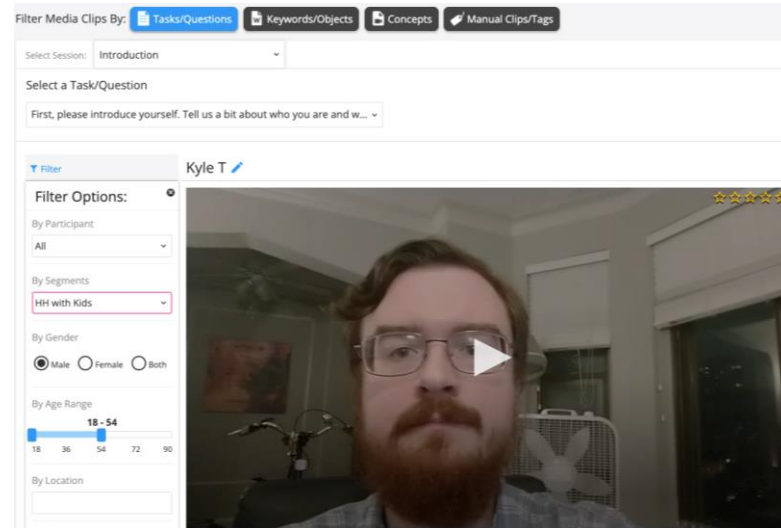 Filter Media Clips By: Tasks/Questions Keywords/Objects Concepts Manual Clips/Tags
Select Session: Introduction
Select a Task/Question
First, please introduce yourself. Tell us a bit about who you are and w...
Filter
Kyle T
Filter Options:
By Participant
All
By Segments
HH with Kids
By Gender
Male Female Both
By Age Range
18 - 54
18 36 54 72 90
By Location